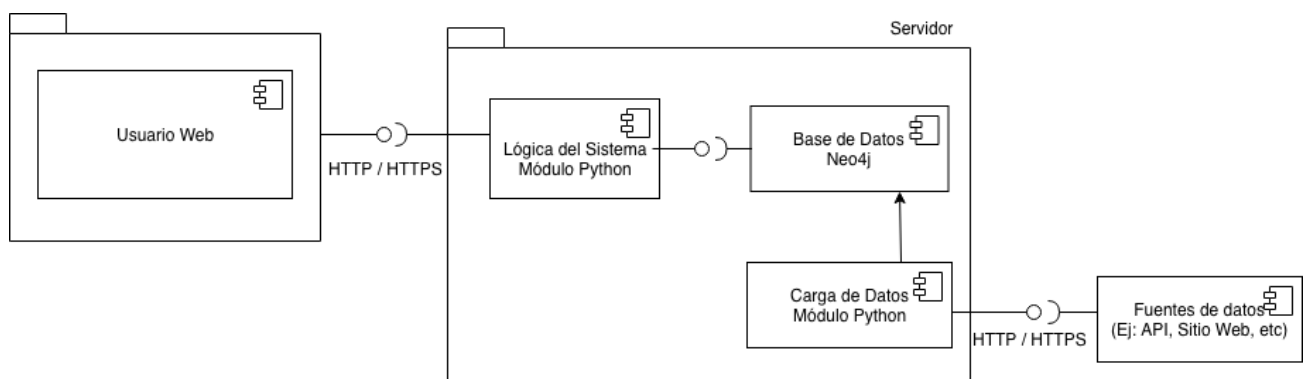 Servidor
Usuario Web
HTTP / HTTPS
Lógica del Sistema
Módulo Python
Base de Datos
Neo4j
Carga de Datos
Módulo Python
HTTP / HTTPS
Fuentes de datos
(Ej: API, Sitio Web, etc)